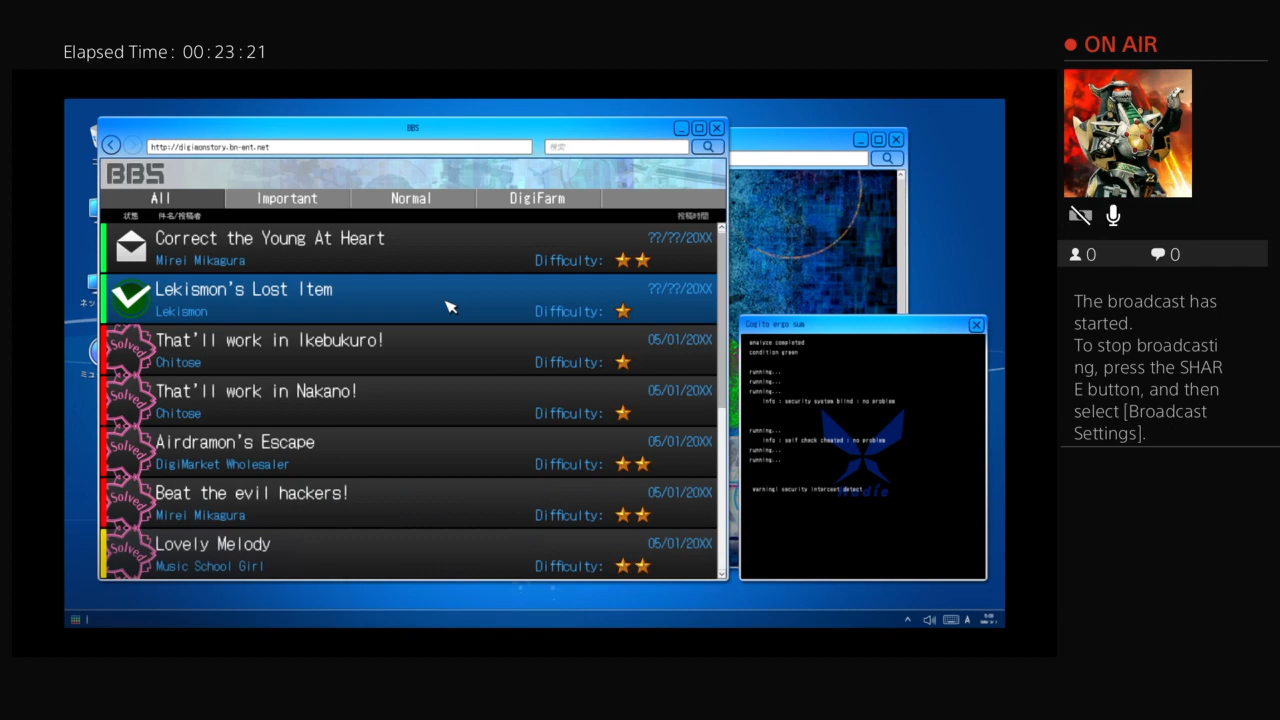 Elapsed Time: 00:23:21
ON AIR
BBS
http://digimonstory.bn-ent.net
検索
BBS
All
Important
Normal
DigiFarm
状態 件名/投稿者 投稿時間
Correct the Young At Heart ??/??/20XX
Mirei Mikagura Difficulty:
Lekismon's Lost Item ??/??/20XX
Lekismon Difficulty:
Solved That'll work in Ikebukuro! 05/01/20XX
Chitose Difficulty:
Solved That'll work in Nakano! 05/01/20XX
Chitose Difficulty:
Solved Airdramon's Escape 05/01/20XX
DigiMarket Wholesaler Difficulty:
Solved Beat the evil hackers! 05/01/20XX
Mirei Mikagura Difficulty:
Solved Lovely Melody 05/01/20XX
Music School Girl Difficulty:
Cogito ergo sum
analyze completed
condition green
running...
running...
running...
info : security system blind : no problem
running...
info : self check cheated : no problem
running...
running...
warning! security intercept detect
A
0
0
The broadcast has
started.
To stop broadcasti
ng, press the SHAR
E button, and then
select [Broadcast
Settings].